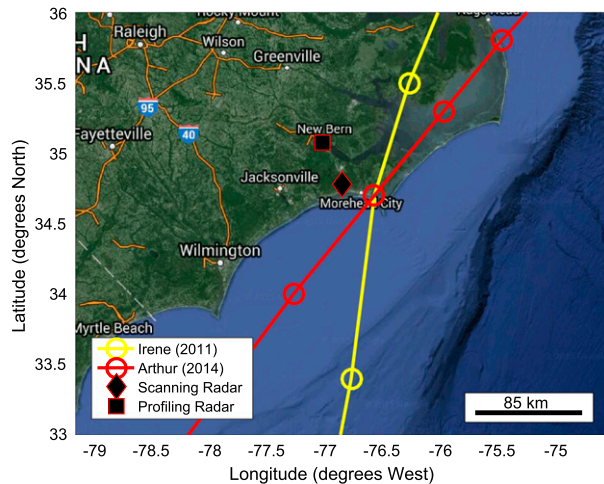 36
35.5
35
34.5
34
33.5
33
Latitude (degrees North)
Rocky Mount
Raleigh
Wilson
Greenville
95
40
Fayetteville
New Bern
Jacksonville
Wilmington
Myrtle Beach
Irene (2011)
Arthur (2014)
Scanning Radar
Profiling Radar
85 km
-79
-78.5
-78
-77.5
-77
-76.5
-76
-75.5
-75
Longitude (degrees West)